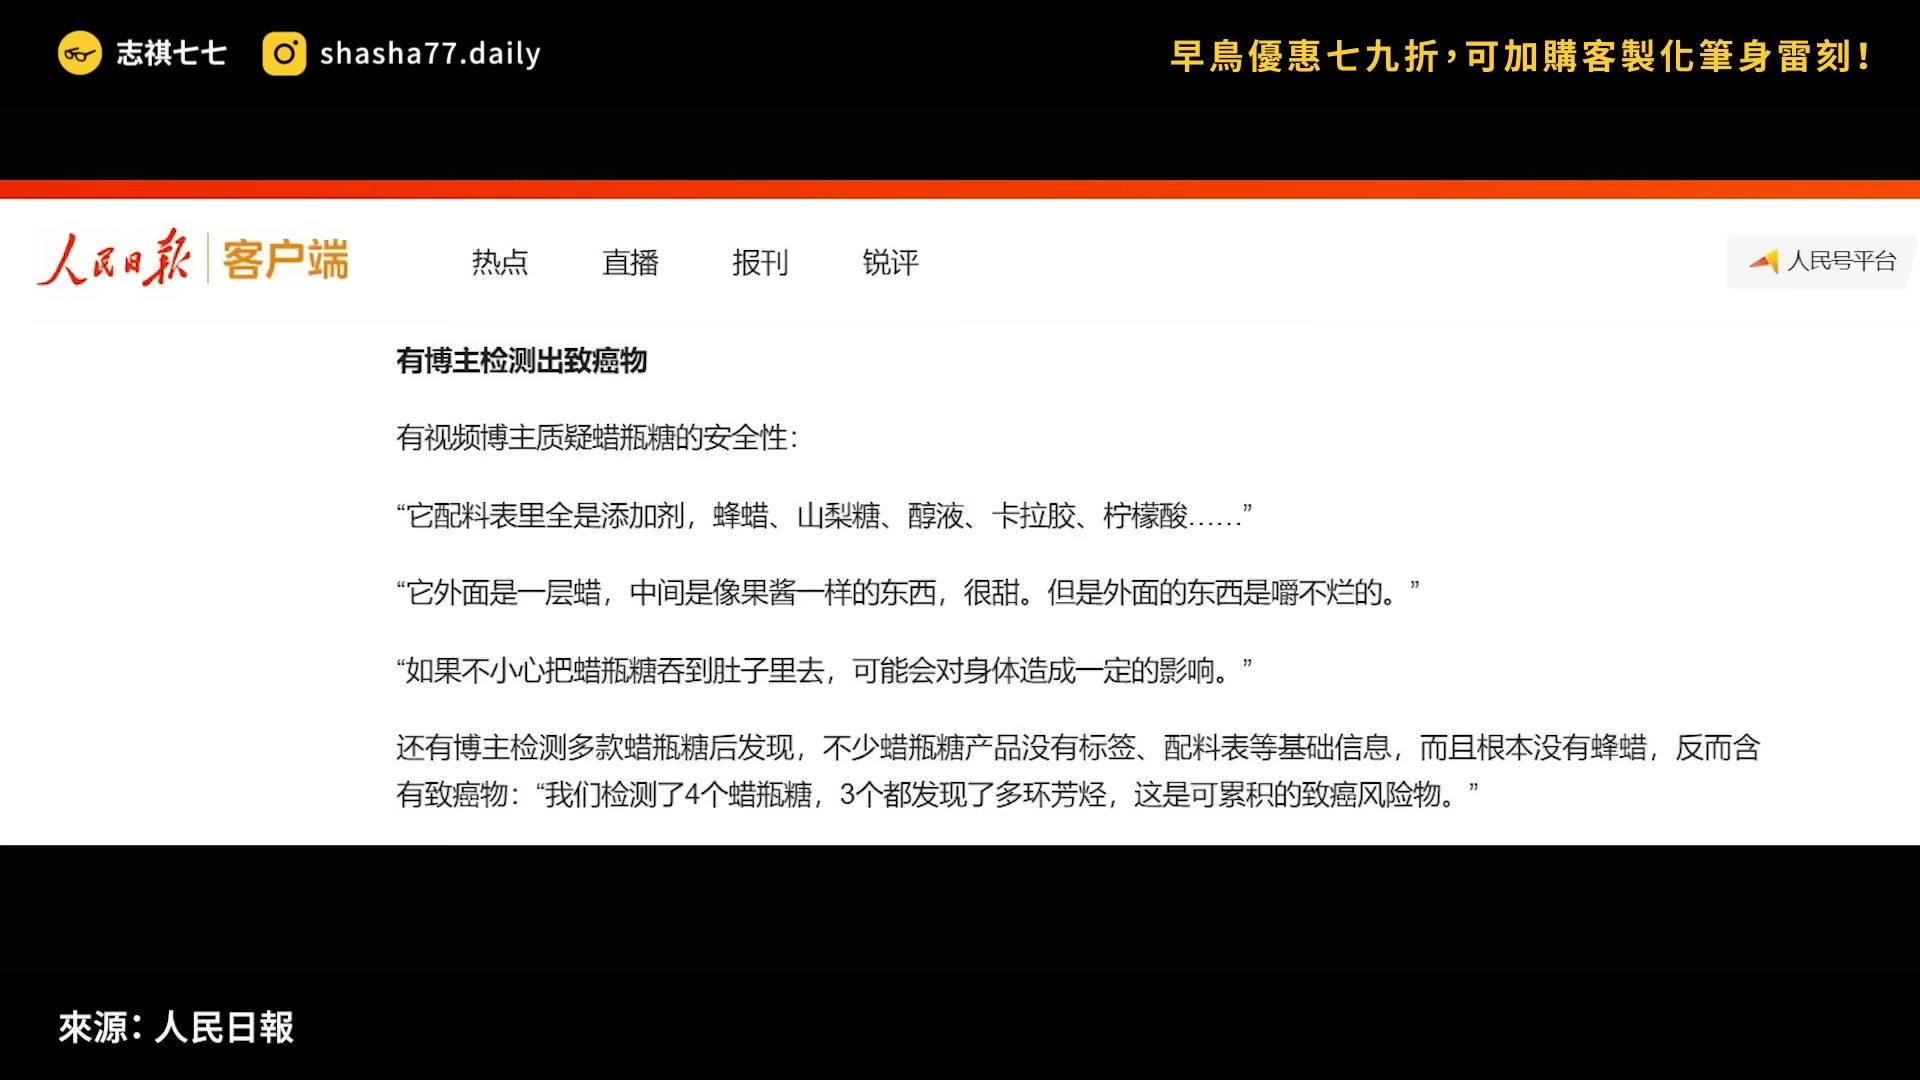 志祺七七 shasha77.daily
早鳥優惠七九折，可加購客製化筆身雷刻！
人民日報 客户端 热点 直播 报刊 锐评 人民号平台
有博主检测出致癌物
有视频博主质疑蜡瓶糖的安全性：
“它配料表里全是添加剂，蜂蜡、山梨糖、醇液、卡拉胶、柠檬酸……”
“它外面是一层蜡，中间是像果酱一样的东西，很甜。但是外面的东西是嚼不烂的。”
“如果不小心把蜡瓶糖吞到肚子里去，可能会对身体造成一定的影响。”
还有博主检测多款蜡瓶糖后发现，不少蜡瓶糖产品没有标签、配料表等基础信息，而且根本没有蜂蜡，反而含
有致癌物：“我们检测了4个蜡瓶糖，3个都发现了多环芳烃，这是可累积的致癌风险物。”
來源：人民日報